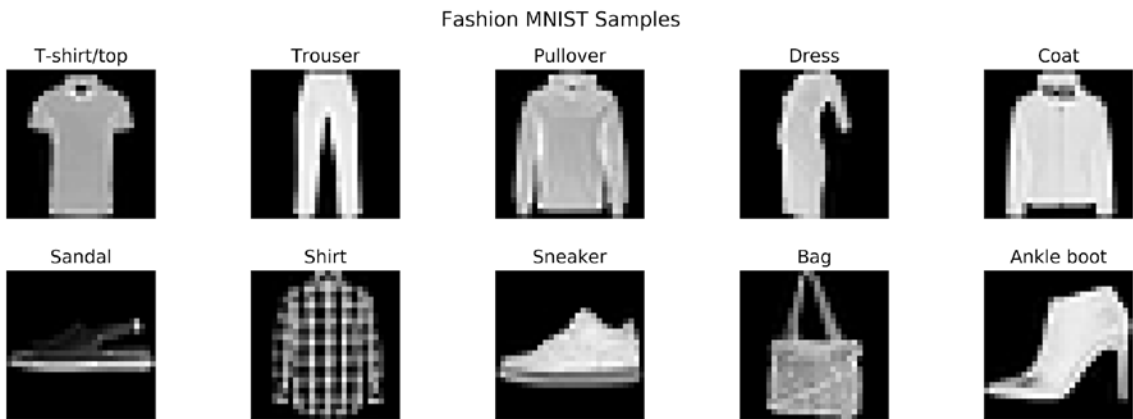 Fashion MNIST Samples
T-shirt/top
Trouser
Pullover
Dress
Coat
Sandal
Shirt
Sneaker
Bag
Ankle boot